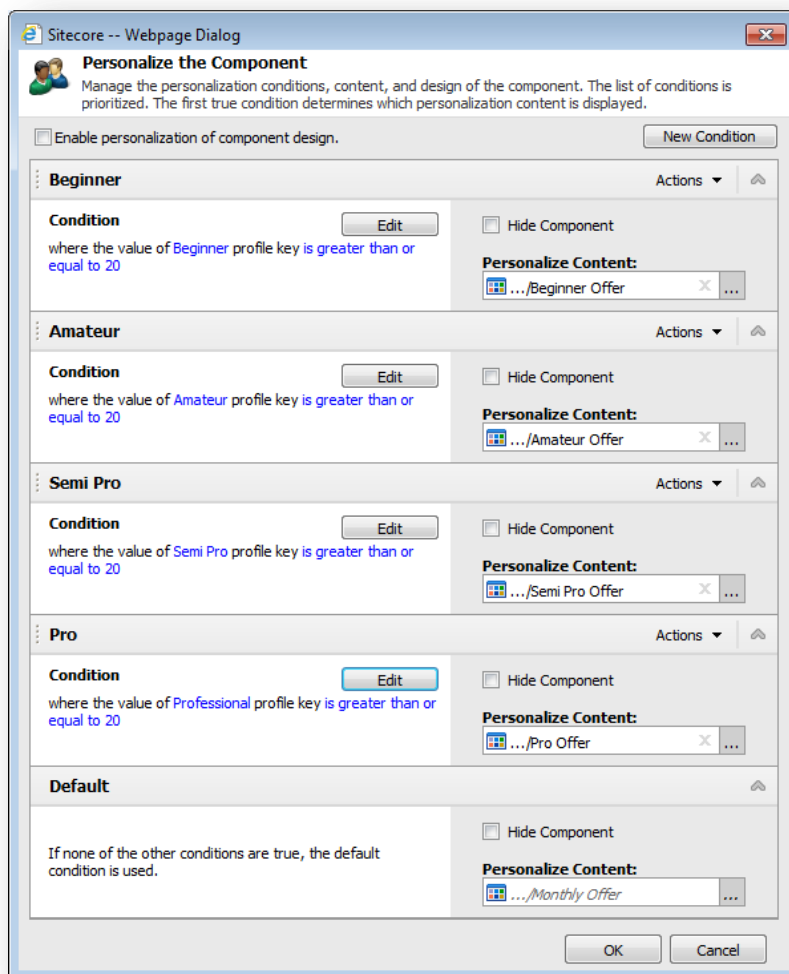 Sitecore -- Webpage Dialog
Personalize the Component
Manage the personalization conditions, content, and design of the component. The list of conditions is
prioritized. The first true condition determines which personalization content is displayed.
Enable personalization of component design.
New Condition
Beginner
Actions
Condition
Edit
where the value of Beginner profile key is greater than or
equal to 20
Hide Component
Personalize Content:
.../Beginner Offer
...
Amateur
Actions
Condition
Edit
where the value of Amateur profile key is greater than or
equal to 20
Hide Component
Personalize Content:
.../Amateur Offer
...
Semi Pro
Actions
Condition
Edit
where the value of Semi Pro profile key is greater than or
equal to 20
Hide Component
Personalize Content:
.../Semi Pro Offer
...
Pro
Actions
Condition
Edit
where the value of Professional profile key is greater than or
equal to 20
Hide Component
Personalize Content:
.../Pro Offer
...
Default
If none of the other conditions are true, the default
condition is used.
Hide Component
Personalize Content:
.../Monthly Offer
...
OK
Cancel